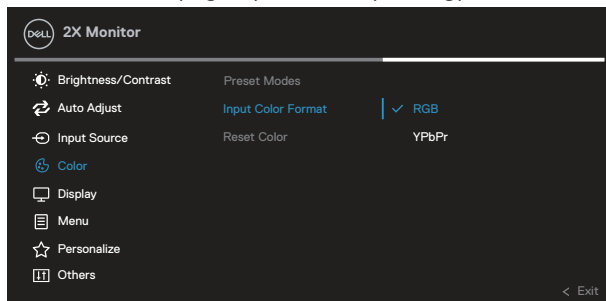 DELL 2X Monitor
Brightness/Contrast Preset Modes
Auto Adjust Input Color Format RGB
Input Source Reset Color YPbPr
Color
Display
Menu
Personalize
Others
< Exit